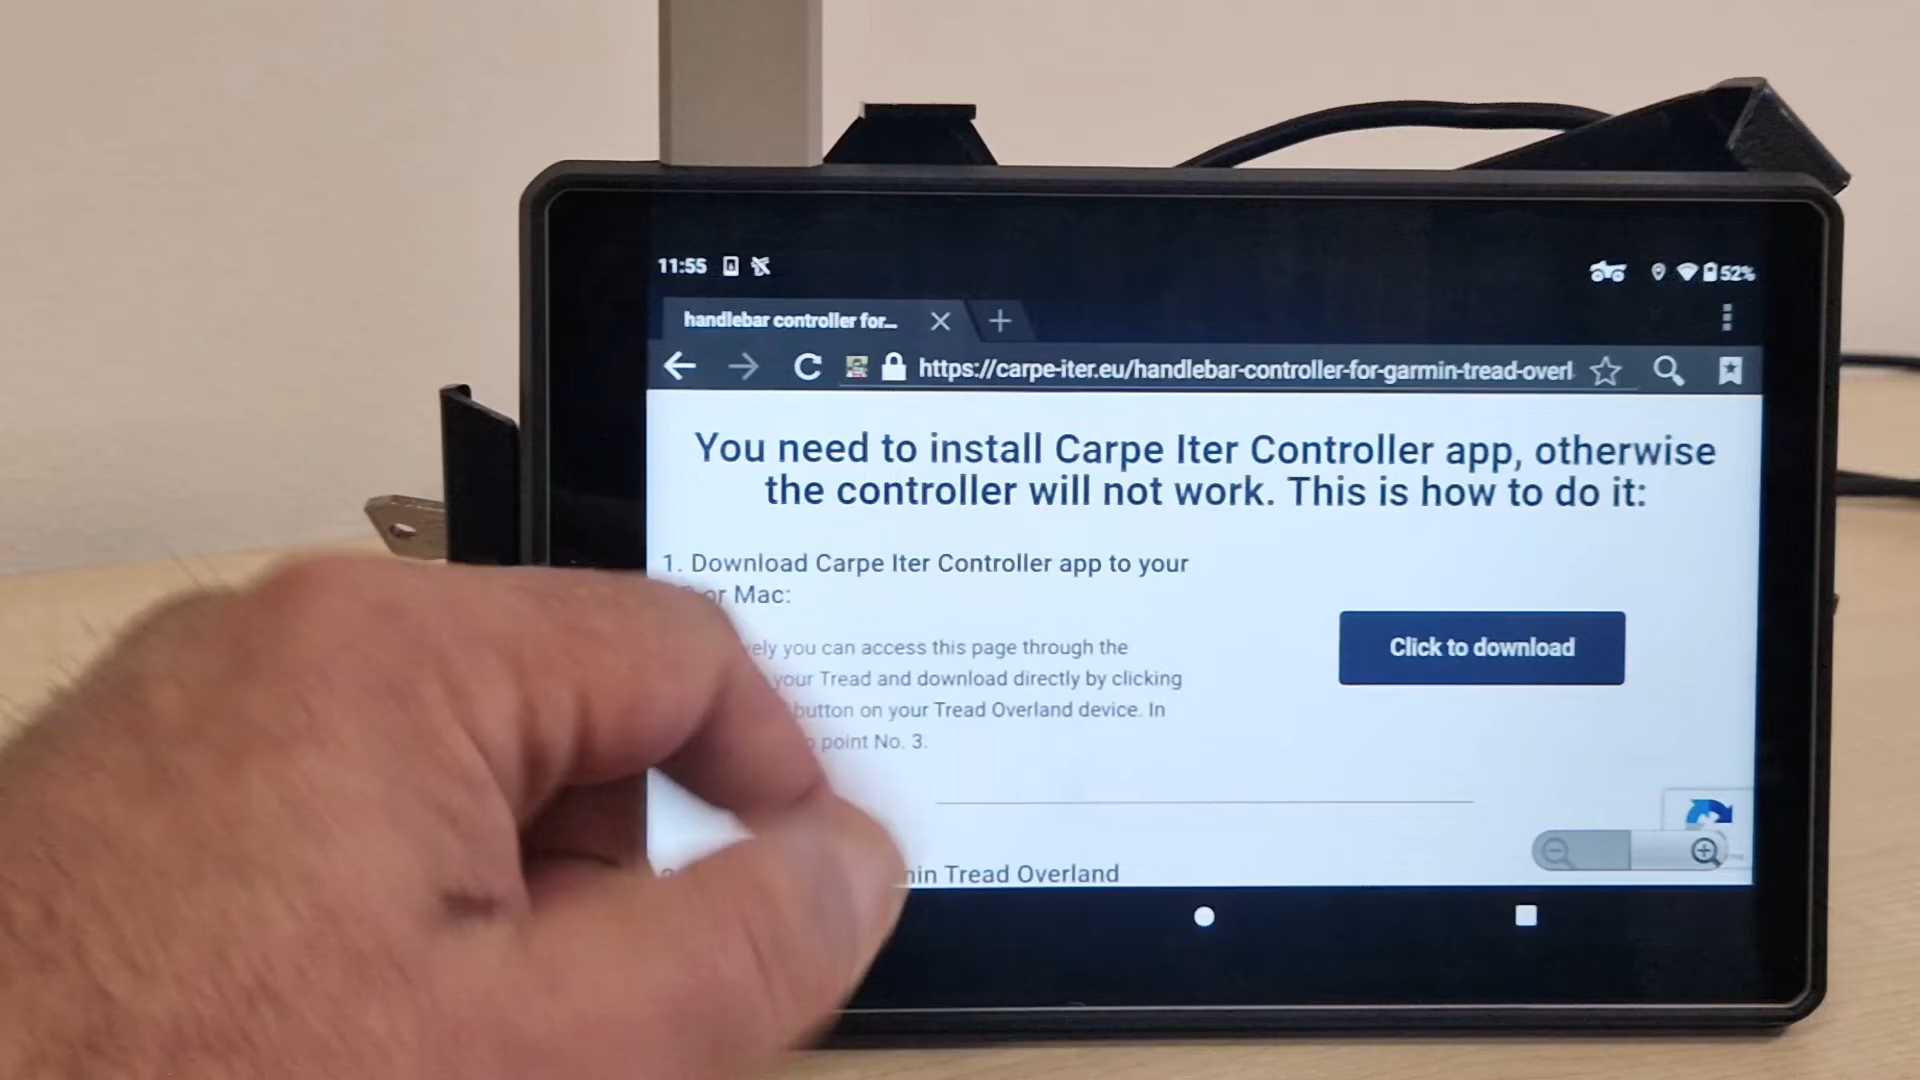 11:55
52%
handlebar controller for...
https://carpe-iter.eu/handlebar-controller-for-garmin-tread-overl
You need to install Carpe Iter Controller app, otherwise
the controller will not work. This is how to do it:
1. Download Carpe Iter Controller app to your
or Mac:
you can access this page through the
your Tread and download directly by clicking
button on your Tread Overland device. In
point No. 3.
Click to download
Tread Overland